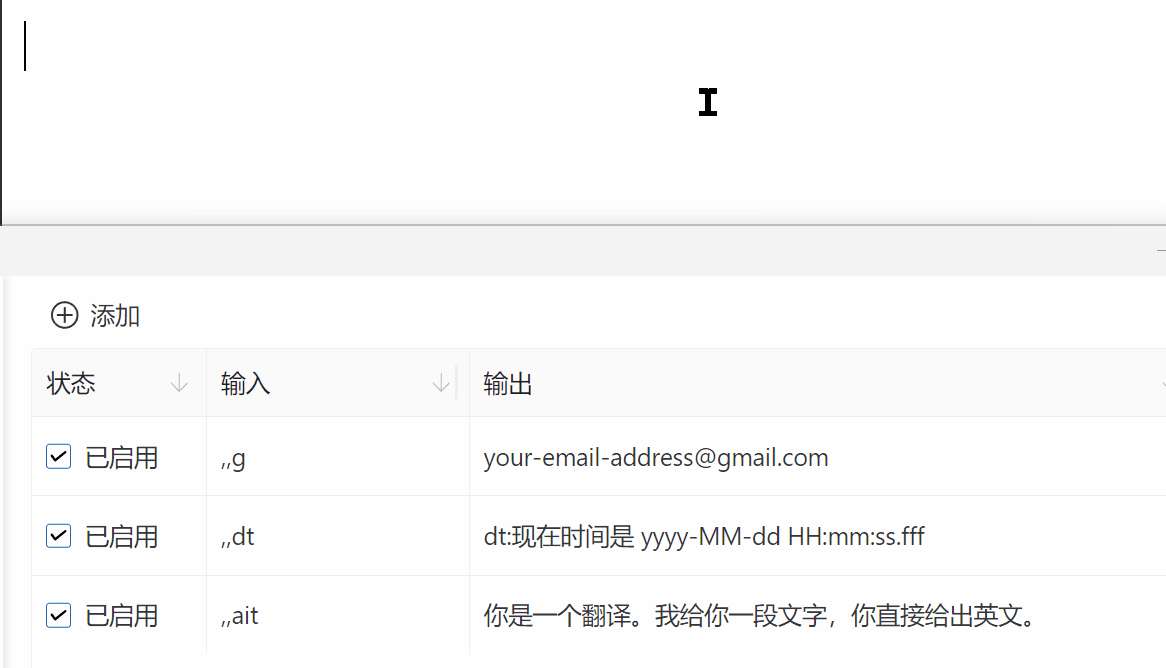 添加
状态 输入 输出
已启用 ,,g your-email-address@gmail.com
已启用 ,,dt dt:现在时间是 yyyy-MM-dd HH:mm:ss.fff
已启用 ,,ait 你是一个翻译。我给你一段文字，你直接给出英文。